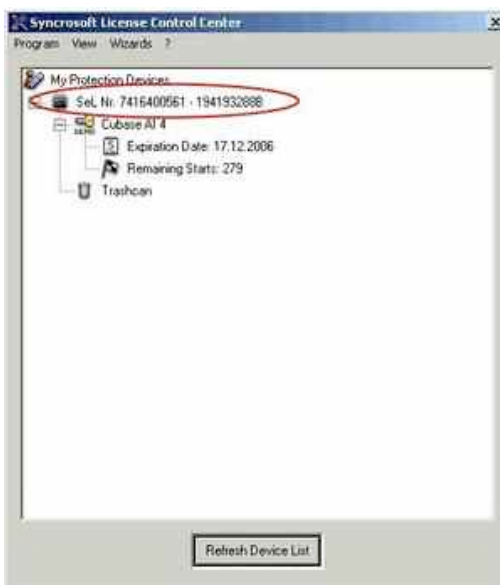 Syncrosoft License Control Center
Program View Wizards ?
My Protection Devices
SeL Nr. 7416400561 - 1941932888
Cubase AI 4
Expiration Date: 17.12.2006
Remaining Starts: 279
Trashcan
Refresh Device List